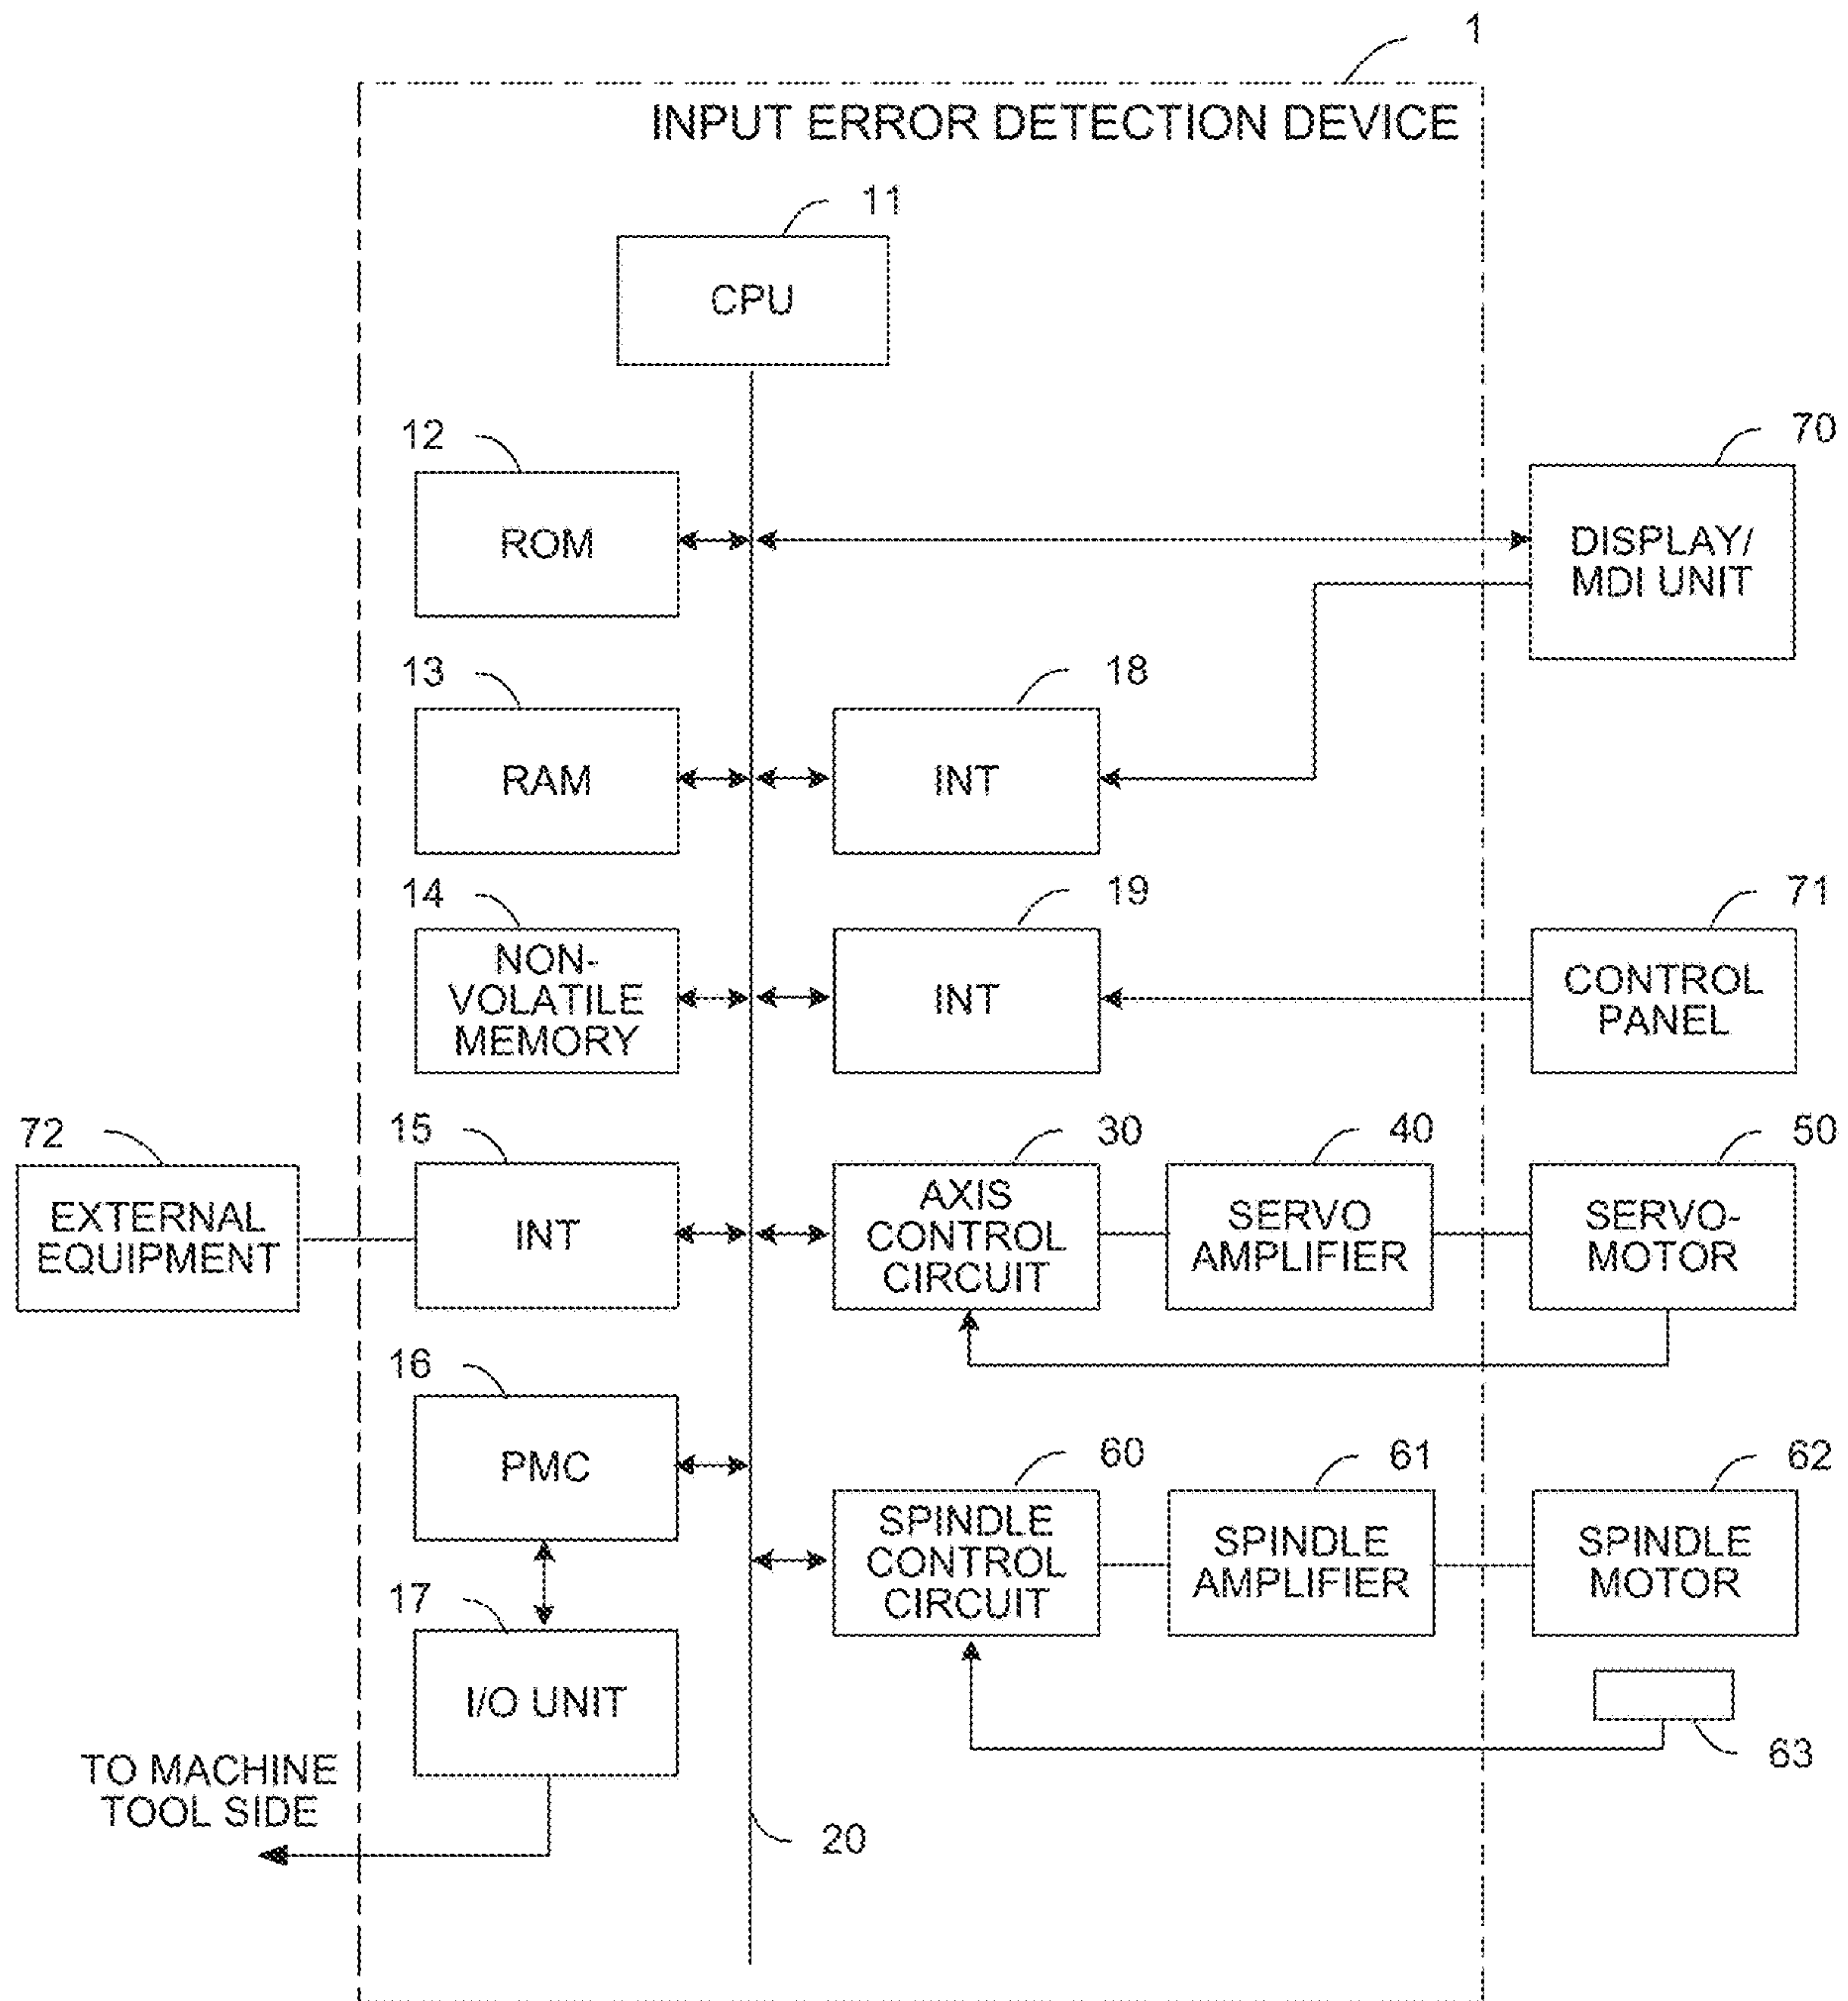 1
INPUT ERROR DETECTION DEVICE
11
CPU
12
ROM
70
DISPLAY/
MDI UNIT
13
RAM
18
INT
14
NON-
VOLATILE
MEMORY
19
INT
71
CONTROL
PANEL
72
EXTERNAL
EQUIPMENT
15
INT
30
AXIS
CONTROL
CIRCUIT
40
SERVO
AMPLIFIER
50
SERVO-
MOTOR
16
PMC
60
SPINDLE
CONTROL
CIRCUIT
61
SPINDLE
AMPLIFIER
62
SPINDLE
MOTOR
17
I/O UNIT
63
TO MACHINE
TOOL SIDE
20